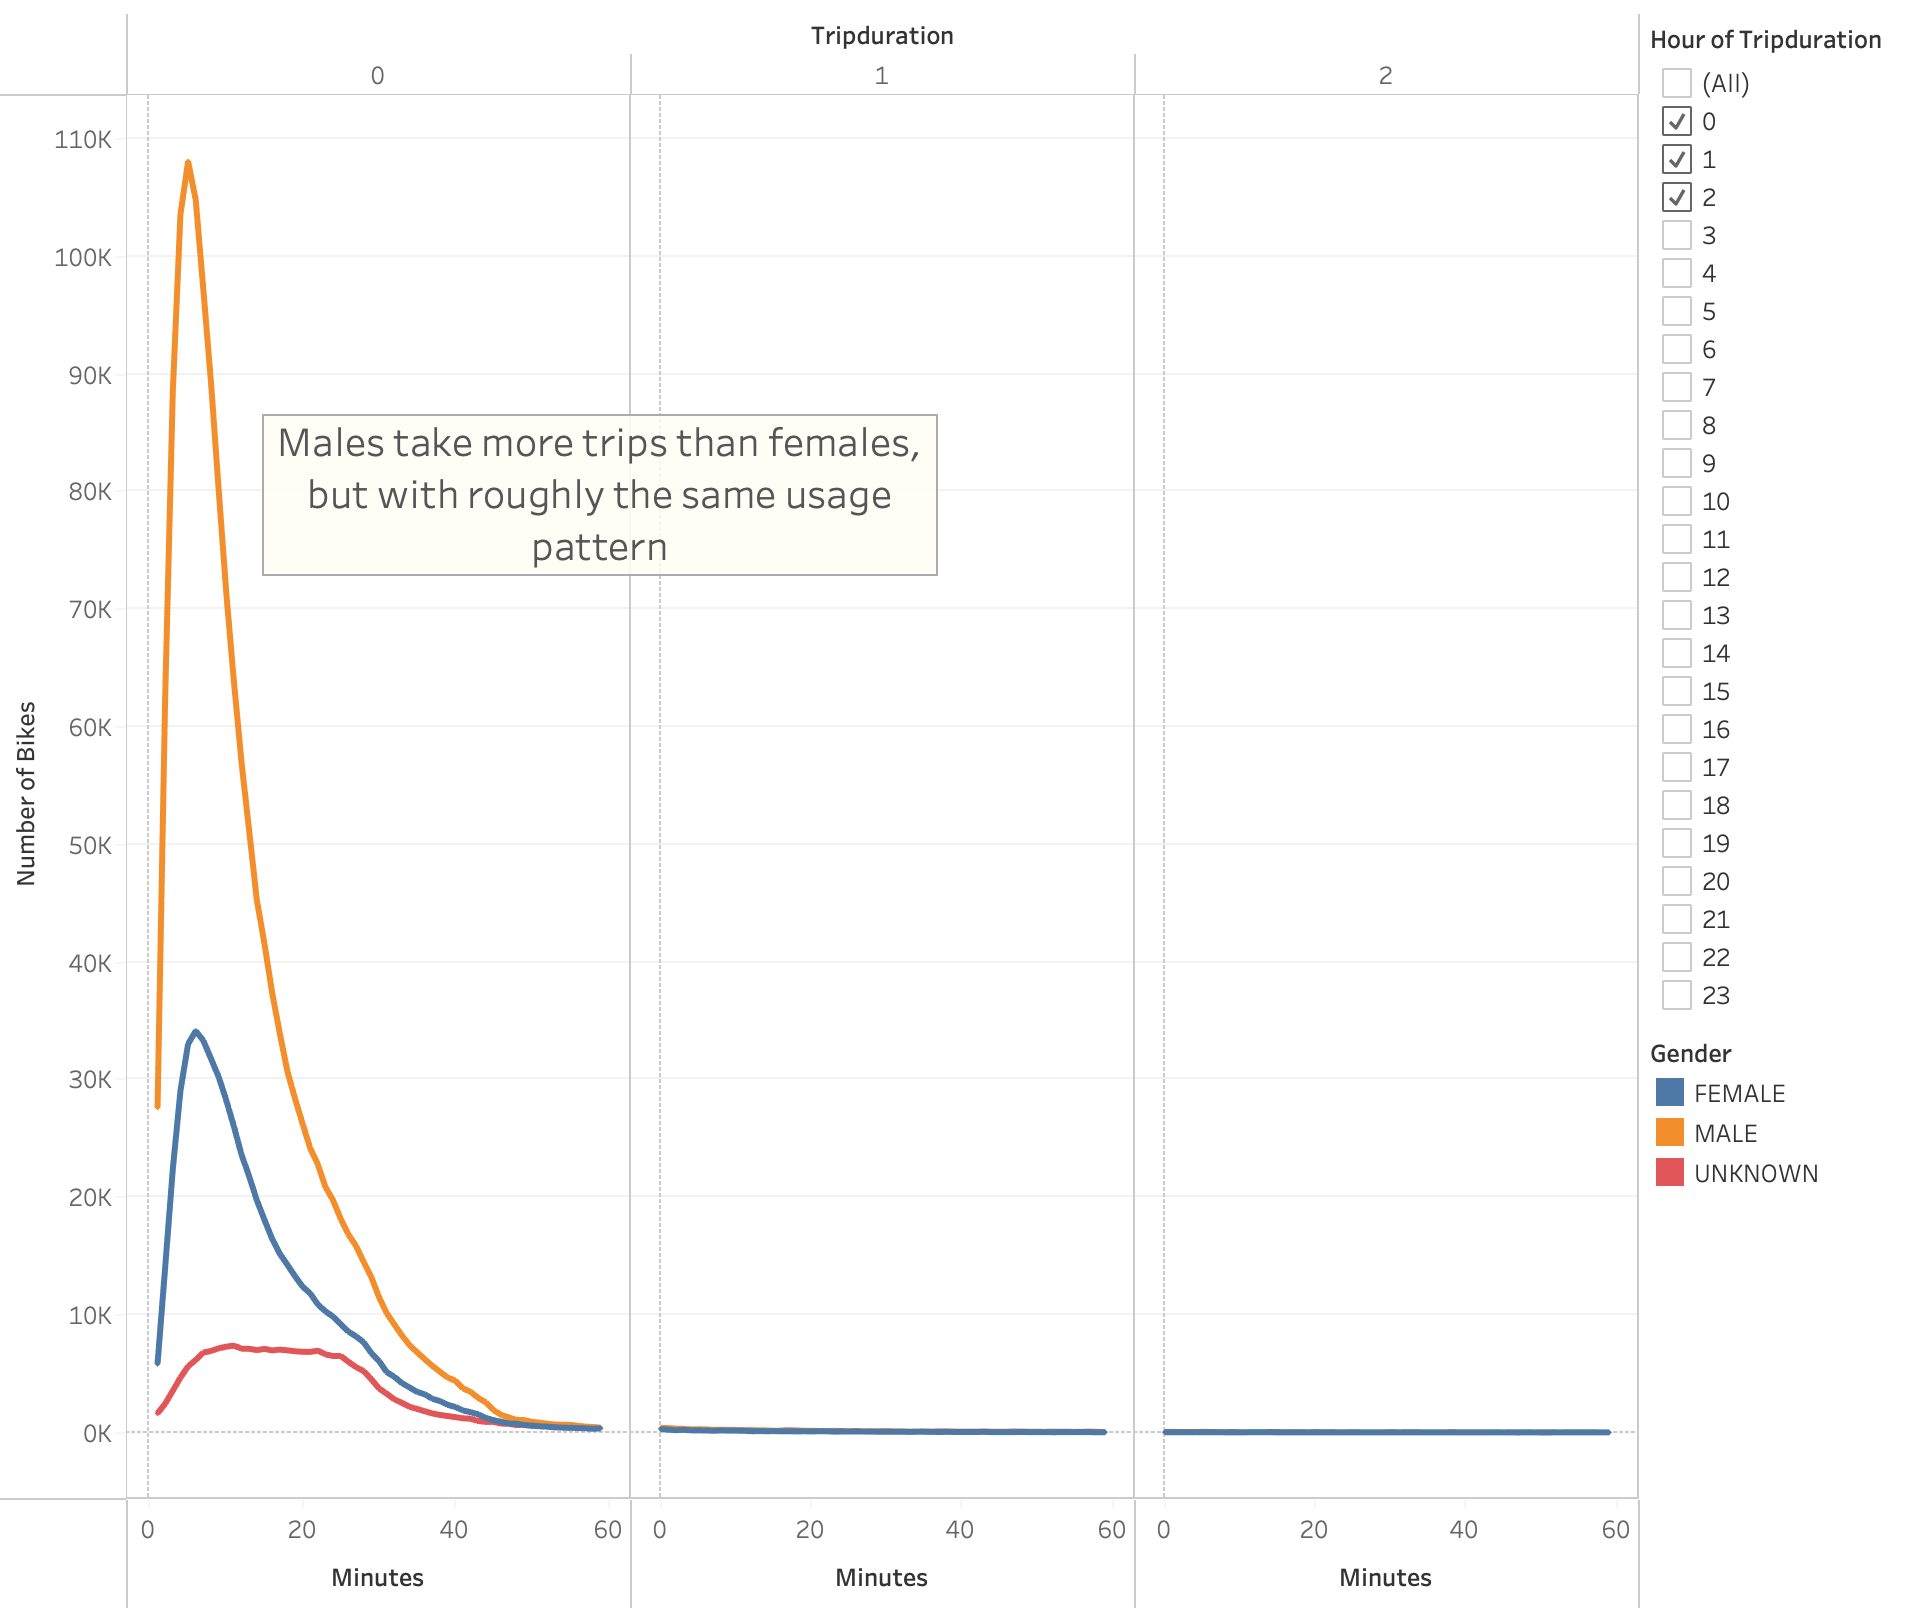 Tripduration
0
1
2
110K
100K
90K
80K
70K
60K
50K
40K
30K
20K
10K
0K
Number of Bikes
Males take more trips than females,
but with roughly the same usage
pattern
0 20 40 60
0 20 40 60
0 20 40 60
Minutes
Minutes
Minutes
Hour of Tripduration
(All)
0
1
2
3
4
5
6
7
8
9
10
11
12
13
14
15
16
17
18
19
20
21
22
23
Gender
FEMALE
MALE
UNKNOWN